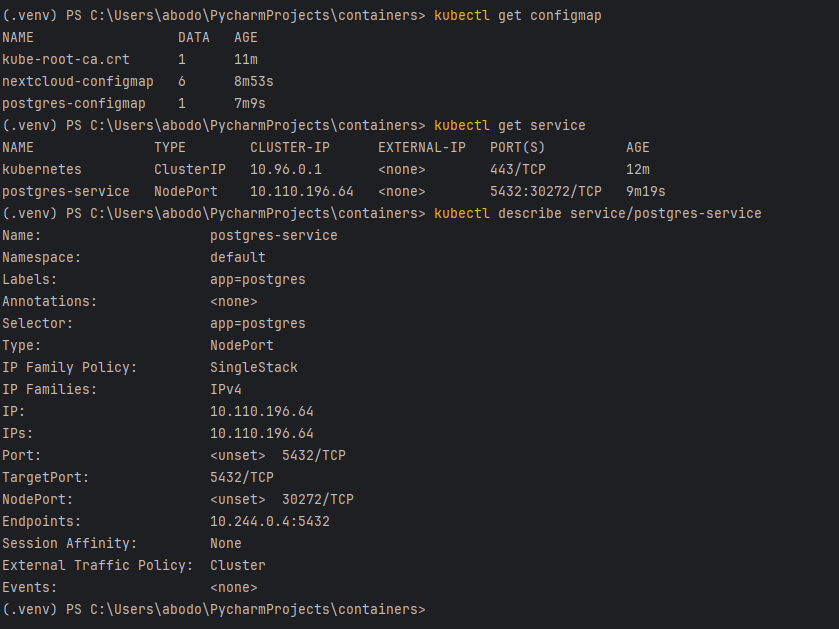 (.venv) PS C:\Users\abodo\PycharmProjects\containers> kubectl get configmap
NAME                  DATA   AGE
kube-root-ca.crt      1      11m
nextcloud-configmap   6      8m53s
postgres-configmap    1      7m9s
(.venv) PS C:\Users\abodo\PycharmProjects\containers> kubectl get service
NAME               TYPE        CLUSTER-IP      EXTERNAL-IP   PORT(S)          AGE
kubernetes         ClusterIP   10.96.0.1       <none>        443/TCP          12m
postgres-service   NodePort    10.110.196.64   <none>        5432:30272/TCP   9m19s
(.venv) PS C:\Users\abodo\PycharmProjects\containers> kubectl describe service/postgres-service
Name:                     postgres-service
Namespace:                default
Labels:                   app=postgres
Annotations:              <none>
Selector:                 app=postgres
Type:                     NodePort
IP Family Policy:         SingleStack
IP Families:              IPv4
IP:                       10.110.196.64
IPs:                      10.110.196.64
Port:                     <unset>  5432/TCP
TargetPort:               5432/TCP
NodePort:                 <unset>  30272/TCP
Endpoints:                10.244.0.4:5432
Session Affinity:         None
External Traffic Policy:  Cluster
Events:                   <none>
(.venv) PS C:\Users\abodo\PycharmProjects\containers>